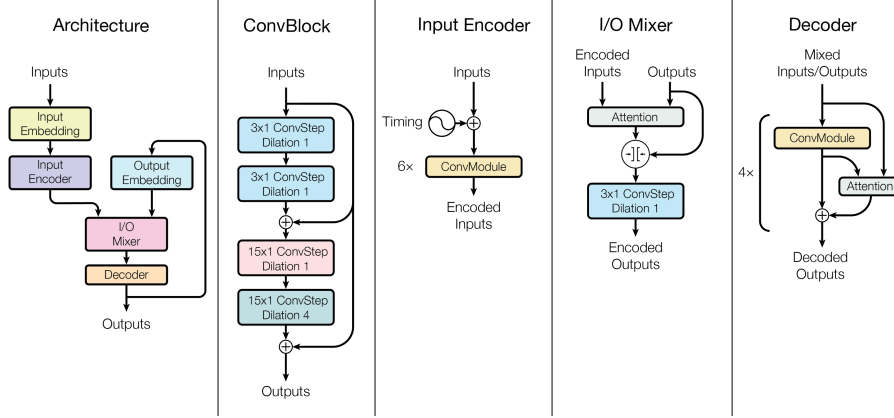 Architecture
Inputs
Input
Embedding
Input
Encoder
Output
Embedding
I/O
Mixer
Decoder
Outputs
ConvBlock
Inputs
3x1 ConvStep
Dilation 1
3x1 ConvStep
Dilation 1
15x1 ConvStep
Dilation 1
15x1 ConvStep
Dilation 4
Outputs
Input Encoder
Inputs
Timing
6×
ConvModule
Encoded
Inputs
I/O Mixer
Encoded
Inputs
Outputs
Attention
3x1 ConvStep
Dilation 1
Encoded
Outputs
Decoder
Mixed
Inputs/Outputs
ConvModule
4×
Attention
Decoded
Outputs